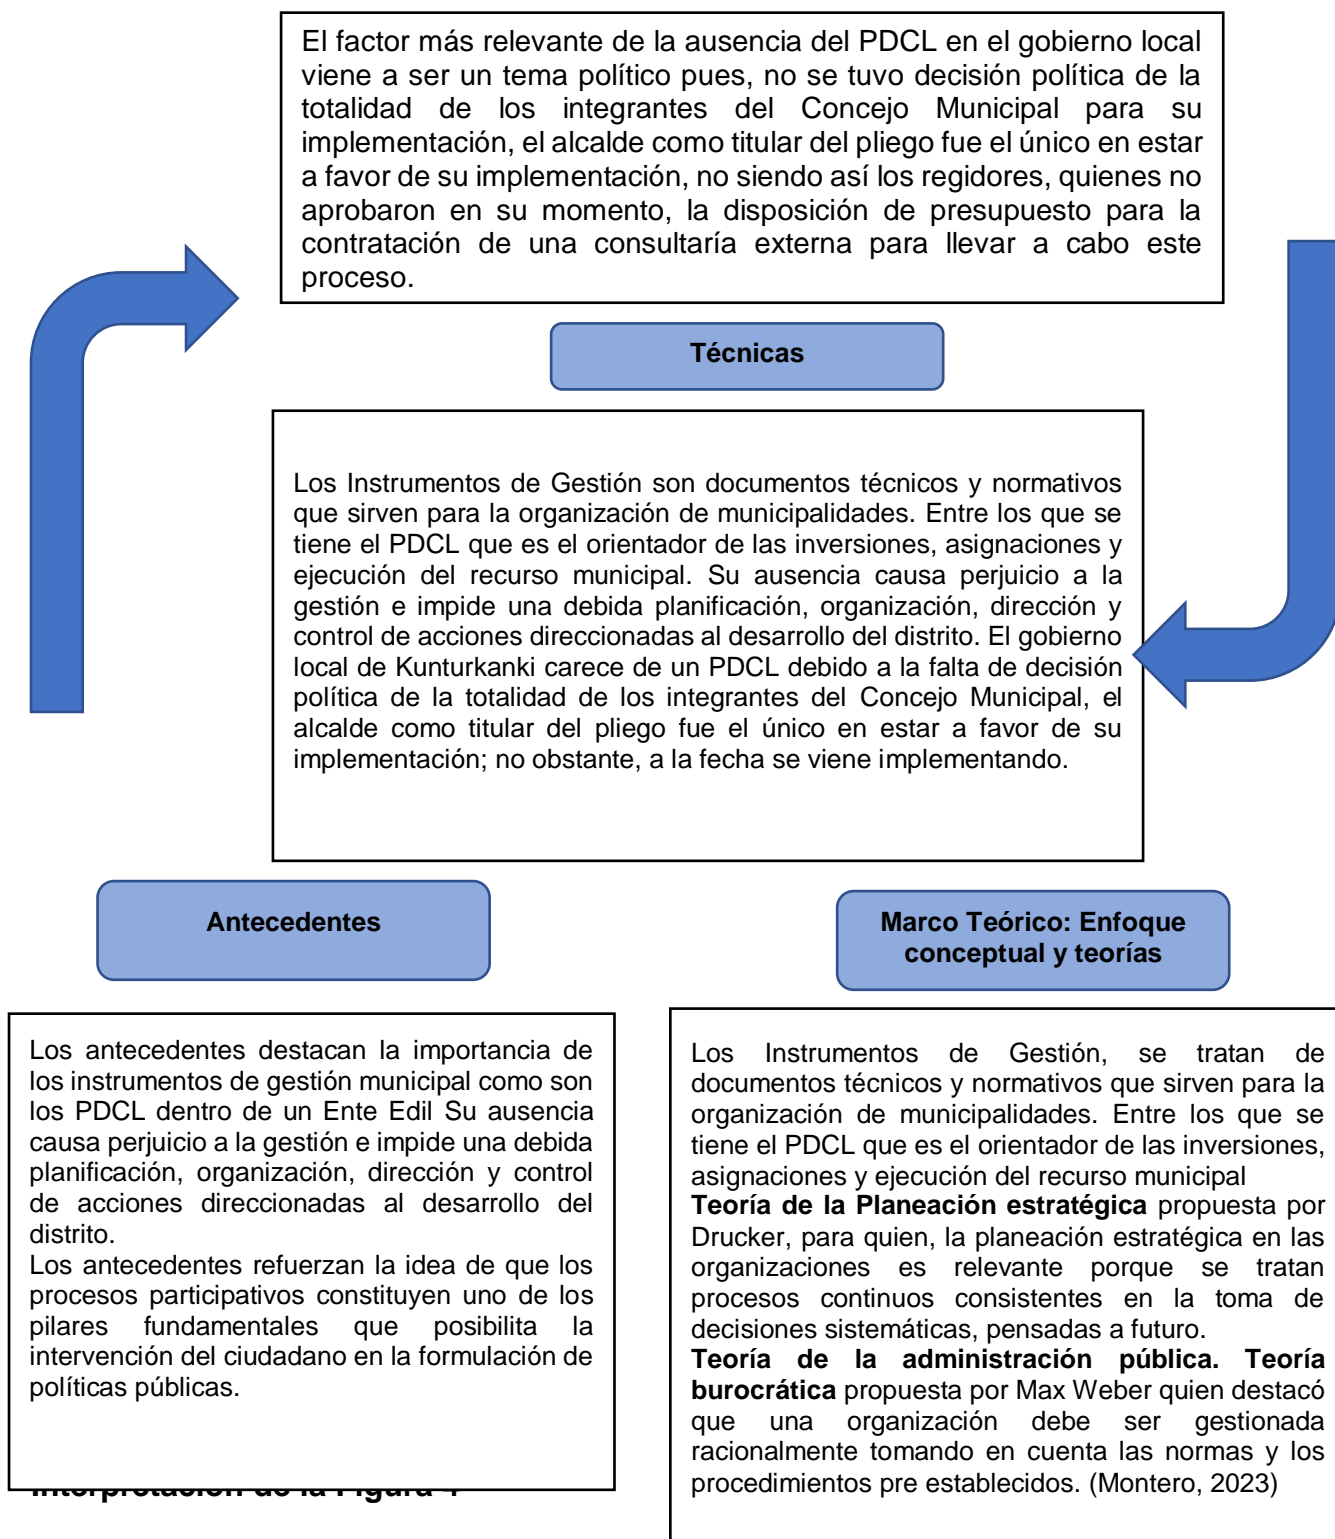 El factor más relevante de la ausencia del PDCL en el gobierno local
viene a ser un tema político pues, no se tuvo decisión política de la
totalidad de los integrantes del Concejo Municipal para su
implementación, el alcalde como titular del pliego fue el único en estar
a favor de su implementación, no siendo así los regidores, quienes no
aprobaron en su momento, la disposición de presupuesto para la
contratación de una consultaría externa para llevar a cabo este
proceso.
Técnicas
Los Instrumentos de Gestión son documentos técnicos y normativos
que sirven para la organización de municipalidades. Entre los que se
tiene el PDCL que es el orientador de las inversiones, asignaciones y
ejecución del recurso municipal. Su ausencia causa perjuicio a la
gestión e impide una debida planificación, organización, dirección y
control de acciones direccionadas al desarrollo del distrito. El gobierno
local de Kunturkanki carece de un PDCL debido a la falta de decisión
política de la totalidad de los integrantes del Concejo Municipal, el
alcalde como titular del pliego fue el único en estar a favor de su
implementación; no obstante, a la fecha se viene implementando.
Antecedentes
Los antecedentes destacan la importancia de
los instrumentos de gestión municipal como son
los PDCL dentro de un Ente Edil Su ausencia
causa perjuicio a la gestión e impide una debida
planificación, organización, dirección y control
de acciones direccionadas al desarrollo del
distrito.
Los antecedentes refuerzan la idea de que los
procesos participativos constituyen uno de los
pilares fundamentales que posibilita la
intervención del ciudadano en la formulación de
políticas públicas.
Marco Teórico: Enfoque
conceptual y teorías
Los Instrumentos de Gestión, se tratan de
documentos técnicos y normativos que sirven para la
organización de municipalidades. Entre los que se
tiene el PDCL que es el orientador de las inversiones,
asignaciones y ejecución del recurso municipal
Teoría de la Planeación estratégica propuesta por
Drucker, para quien, la planeación estratégica en las
organizaciones es relevante porque se tratan
procesos continuos consistentes en la toma de
decisiones sistemáticas, pensadas a futuro.
Teoría de la administración pública. Teoría
burocrática propuesta por Max Weber quien destacó
que una organización debe ser gestionada
racionalmente tomando en cuenta las normas y los
procedimientos pre establecidos. (Montero, 2023)
Interpretación de la Figura 4